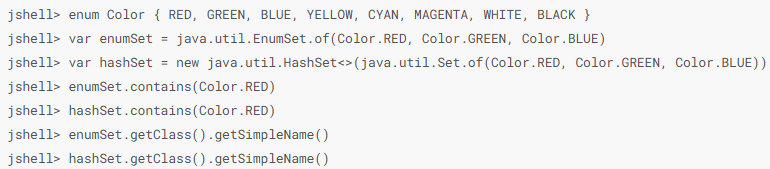 jshell> enum Color { RED, GREEN, BLUE, YELLOW, CYAN, MAGENTA, WHITE, BLACK }
jshell> var enumSet = java.util.EnumSet.of(Color.RED, Color.GREEN, Color.BLUE)
jshell> var hashSet = new java.util.HashSet<>(java.util.Set.of(Color.RED, Color.GREEN, Color.BLUE))
jshell> enumSet.contains(Color.RED)
jshell> hashSet.contains(Color.RED)
jshell> enumSet.getClass().getSimpleName()
jshell> hashSet.getClass().getSimpleName()